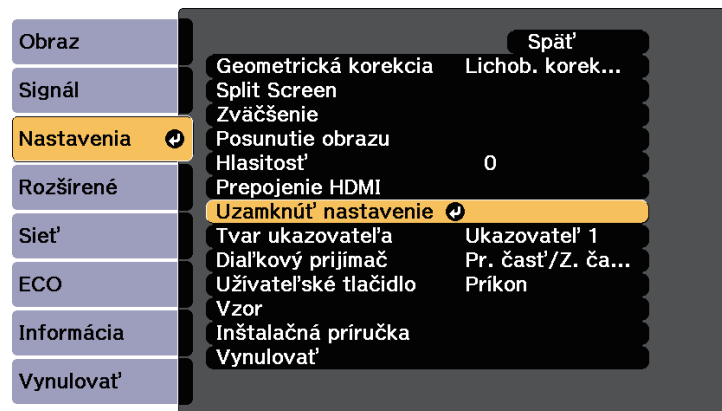 Obraz
Signál
Nastavenia
Rozšírené
Sieť
ECO
Informácia
Vynulovať
Späť
Geometrická korekcia Lichob. korek...
Split Screen
Zväčšenie
Posunutie obrazu
Hlasitosť 0
Prepojenie HDMI
Uzamknúť nastavenie
Tvar ukazovateľa Ukazovateľ 1
Diaľkový prijímač Pr. časť/Z. ča...
Užívateľské tlačidlo Príkon
Vzor
Inštalačná príručka
Vynulovať